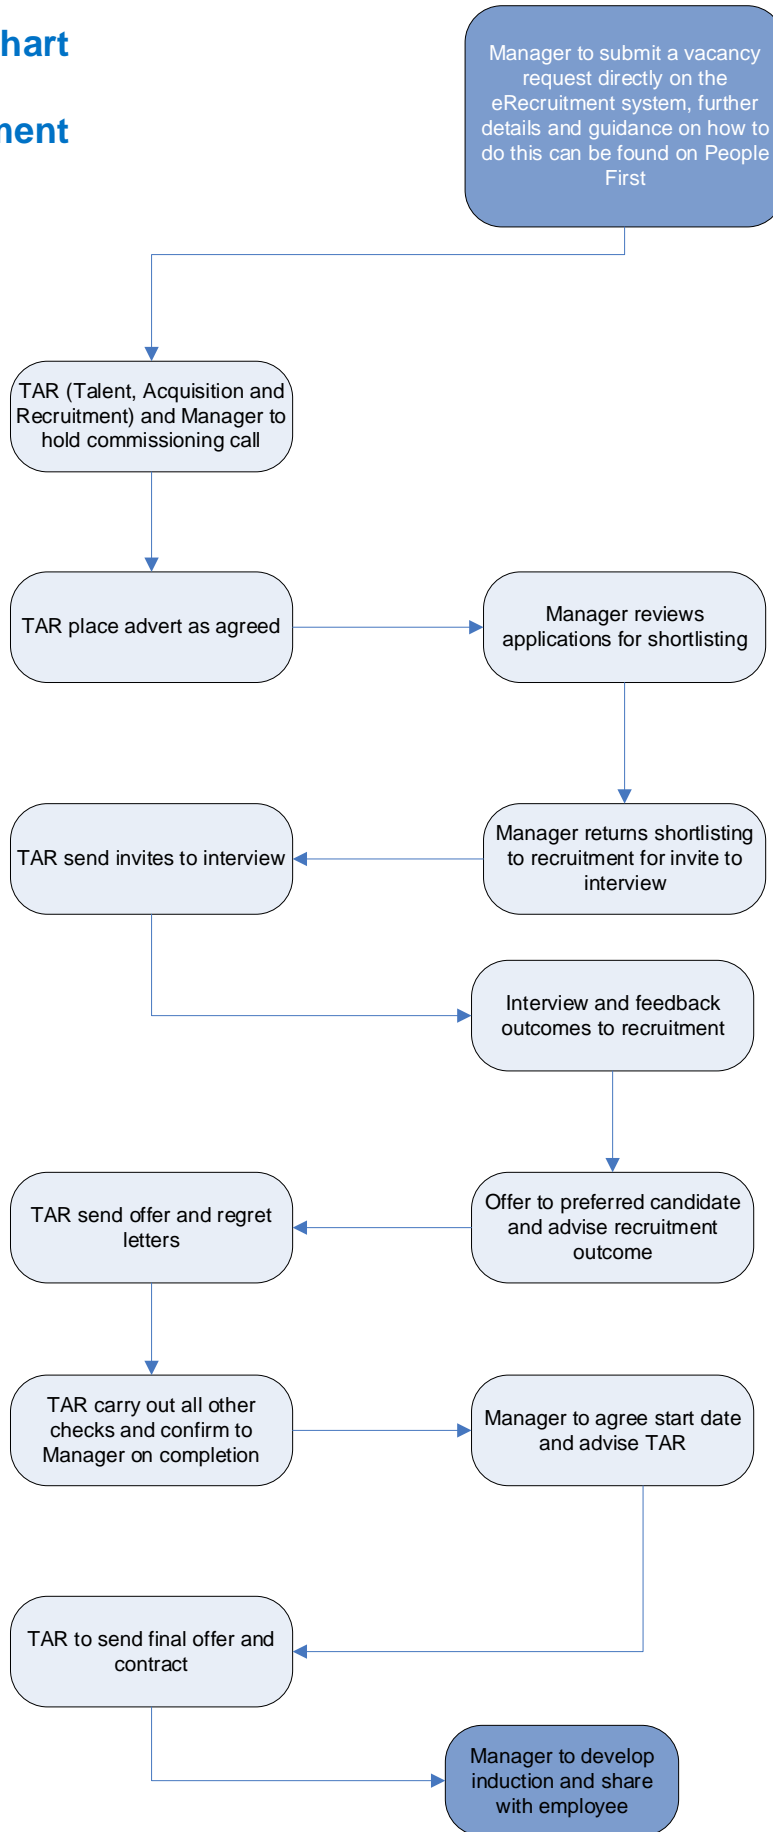 hart
ment
Manager to submit a vacancy
request directly on the
eRecruitment system, further
details and guidance on how to
do this can be found on People
First
TAR (Talent, Acquisition and
Recruitment) and Manager to
hold commissioning call
TAR place advert as agreed
Manager reviews
applications for shortlisting
Manager returns shortlisting
to recruitment for invite to
interview
TAR send invites to interview
Interview and feedback
outcomes to recruitment
Offer to preferred candidate
and advise recruitment
outcome
TAR send offer and regret
letters
TAR carry out all other
checks and confirm to
Manager on completion
Manager to agree start date
and advise TAR
TAR to send final offer and
contract
Manager to develop
induction and share
with employee